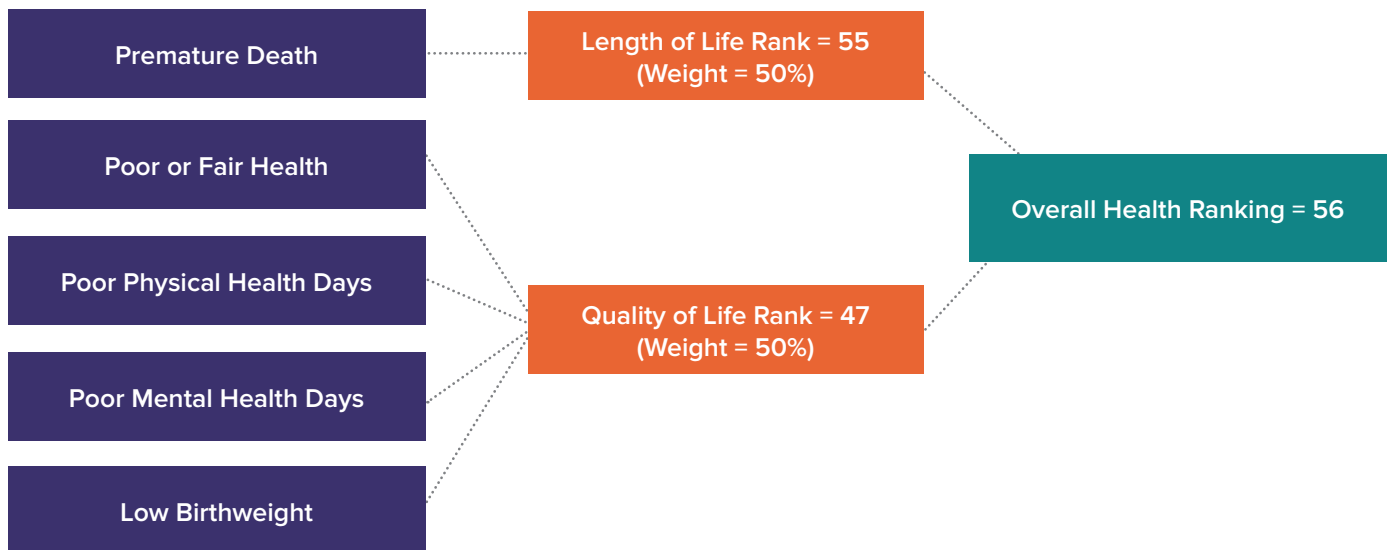 Premature Death
Length of Life Rank = 55
(Weight = 50%)
Poor or Fair Health
Overall Health Ranking = 56
Poor Physical Health Days
Quality of Life Rank = 47
(Weight = 50%)
Poor Mental Health Days
Low Birthweight